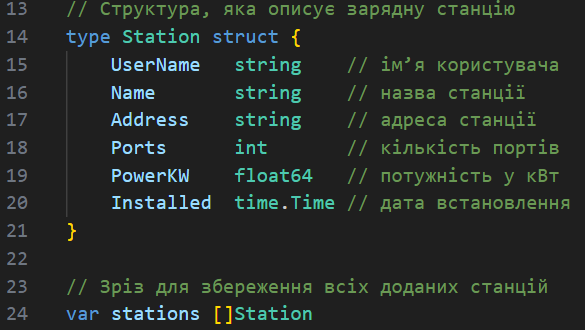 13 // Структура, яка описує зарядну станцію
14 type Station struct {
15     UserName   string    // ім’я користувача
16     Name       string    // назва станції
17     Address    string    // адреса станції
18     Ports      int       // кількість портів
19     PowerKW    float64   // потужність у кВт
20     Installed  time.Time // дата встановлення
21 }
22
23 // Зріз для збереження всіх доданих станцій
24 var stations []Station